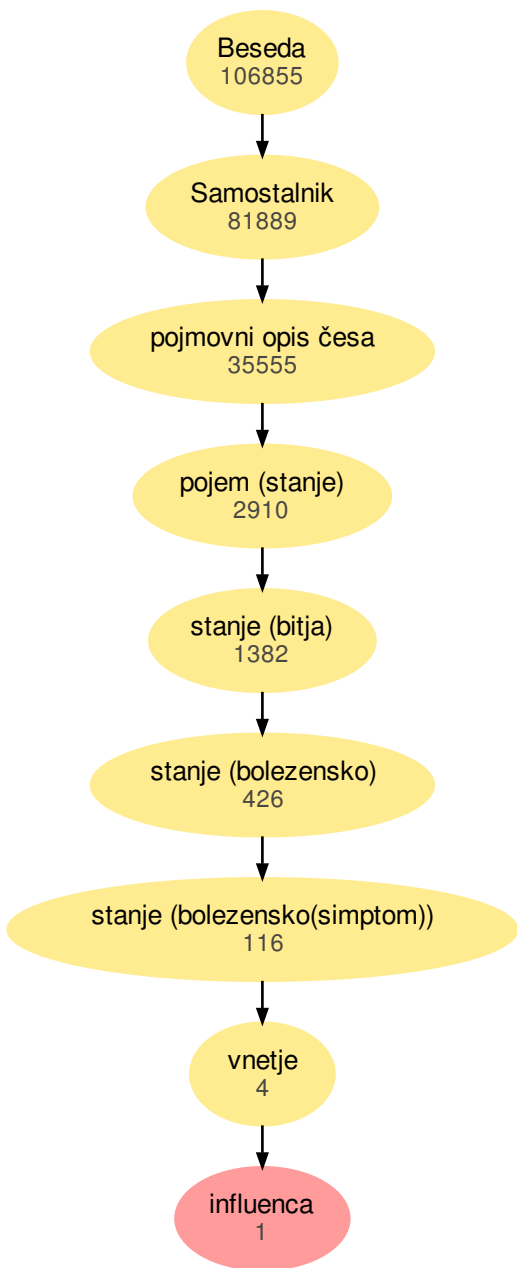 Beseda
106855
Samostalnik
81889
pojmovni opis česa
35555
pojem (stanje)
2910
stanje (bitja)
1382
stanje (bolezensko)
426
stanje (bolezensko(simptom))
116
vnetje
4
influenca
1